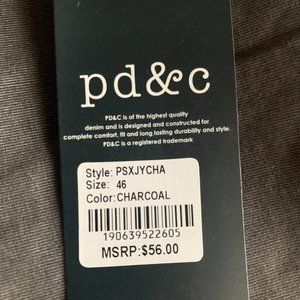 pd&c
PD&C is of the highest quality
denim and is designed and constructed for
complete comfort, fit and long lasting durability and style.
PD&C is a registered trademark
Style: PSXJYCHA
Size: 46
Color:CHARCOAL
190639522605
MSRP:$56.00